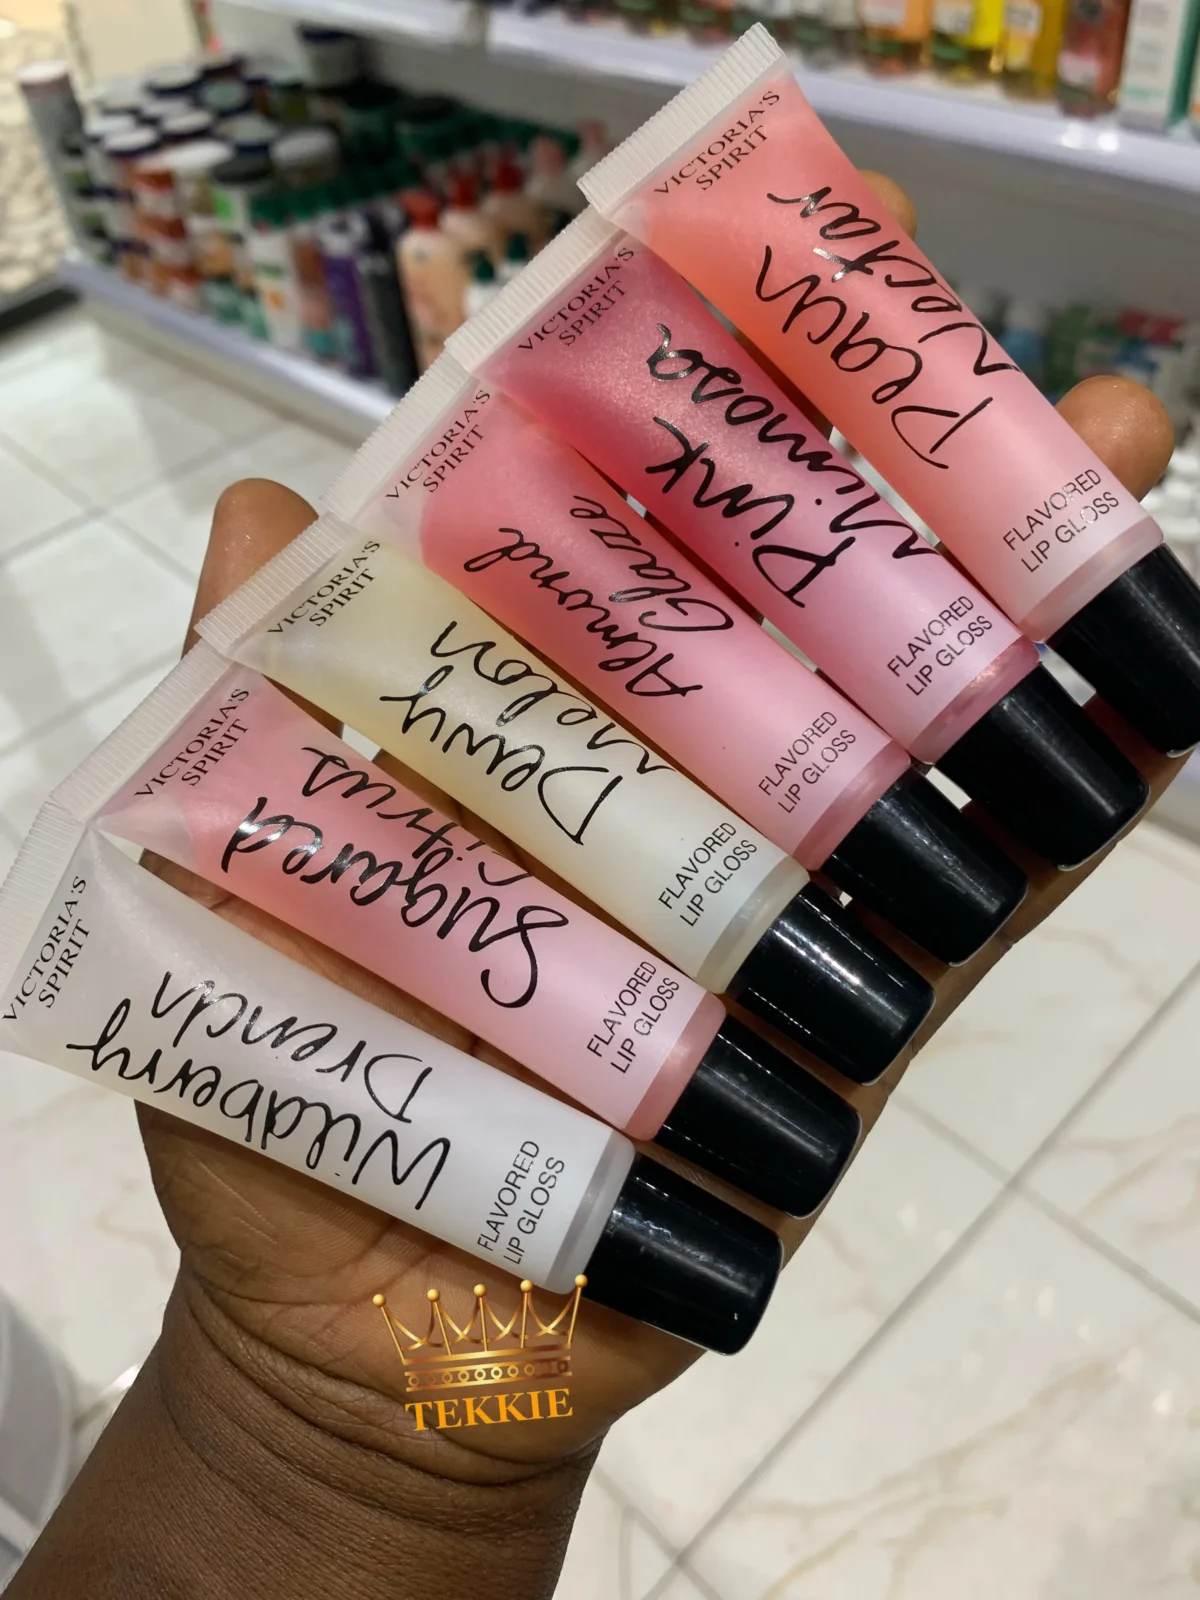 VICTORIA'S
SPIRIT
Pear
Nectar
FLAVORED
LIP GLOSS
VICTORIA'S
SPIRIT
Pink
Mimosa
FLAVORED
LIP GLOSS
VICTORIA'S
SPIRIT
Almond
Glaze
FLAVORED
LIP GLOSS
VICTORIA'S
SPIRIT
Dewy
Melon
FLAVORED
LIP GLOSS
VICTORIA'S
SPIRIT
Sugared
Citrus
FLAVORED
LIP GLOSS
VICTORIA'S
SPIRIT
Wildberry
Drench
FLAVORED
LIP GLOSS
TEKKIE